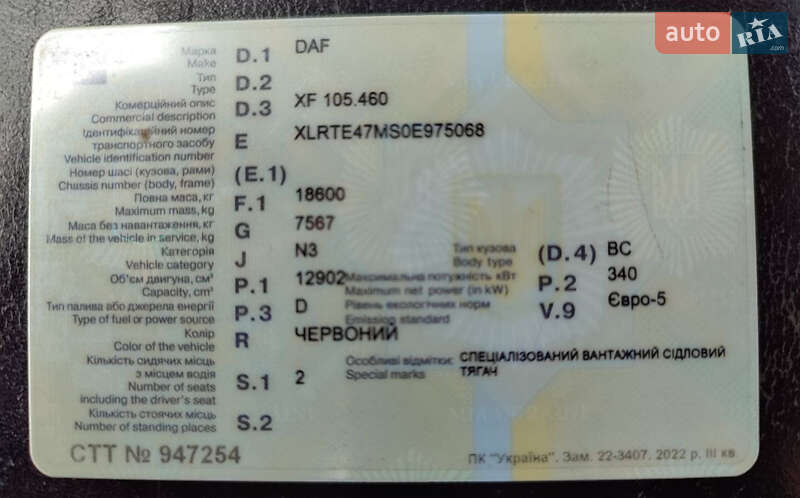 auto RIA .com
Марка D.1 DAF
Make
Тип D.2
Type
Комерційний опис D.3 XF 105.460
Commercial description
Ідентифікаційний номер
транспортного засобу E XLRTE47MS0E975068
Vehicle identification number
Номер шасі (кузова, рами) (E.1)
Chassis number (body, frame)
Повна маса, кг F.1 18600
Maximum mass, kg
Маса без навантаження, кг G 7567
Mass of the vehicle in service, kg
Категорія J N3 Тип кузова (D.4) BC
Vehicle category Body type
Об'єм двигуна, см³ P.1 12902 Максимальна потужність кВт P.2 340
Capacity, cm³ Maximum net power (in kW)
Тип палива або джерела енергії P.3 D Рівень екологічних норм V.9 Євро-5
Type of fuel or power source Emission standard
Колір R ЧЕРВОНИЙ
Color of the vehicle
Кількість сидячих місць Особливі відмітки: СПЕЦІАЛІЗОВАНИЙ ВАНТАЖНИЙ СІДЛОВИЙ
з місцем водія S.1 2 Special marks ТЯГАЧ
Number of seats
including the driver's seat
Кількість стоячих місць S.2
Number of standing places
СТТ № 947254 ПК "Україна". Зам. 22-3407. 2022 р. III кв.